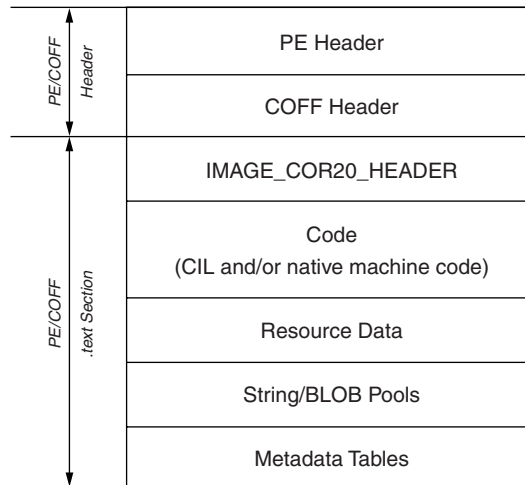 PE/COFF
Header
PE Header
COFF Header
PE/COFF
.text Section
IMAGE_COR20_HEADER
Code
(CIL and/or native machine code)
Resource Data
String/BLOB Pools
Metadata Tables